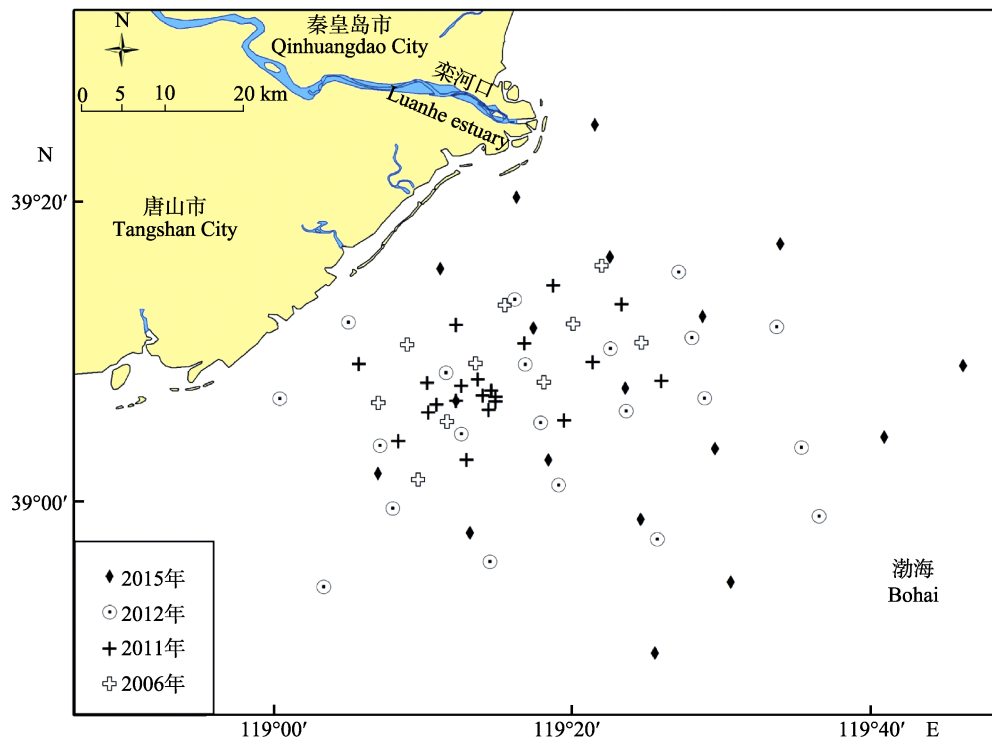 N
秦皇岛市
Qinhuangdao City
栾河口
0 5 10 20 km
Luanhe estuary
N
39°20′
唐山市
Tangshan City
39°00′
2015年
2012年
2011年
2006年
渤海
Bohai
119°00′ 119°20′ 119°40′ E